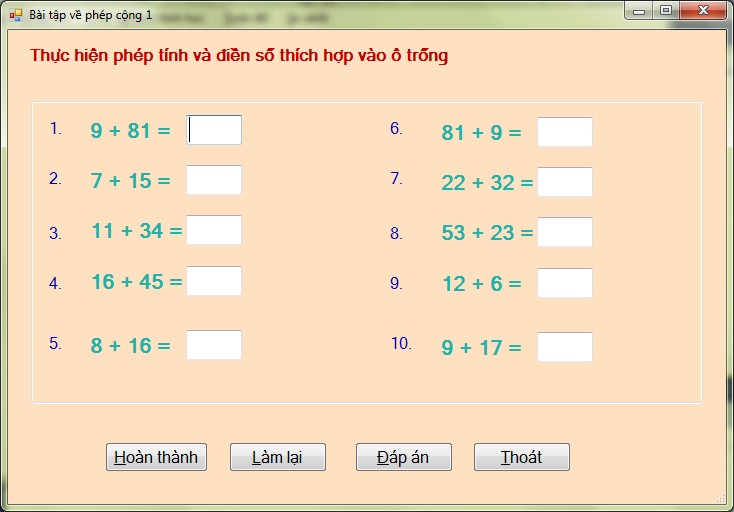 Bài tập về phép cộng 1
Thực hiện phép tính và điền số thích hợp vào ô trống
1. 9 + 81 =
2. 7 + 15 =
3. 11 + 34 =
4. 16 + 45 =
5. 8 + 16 =
6. 81 + 9 =
7. 22 + 32 =
8. 53 + 23 =
9. 12 + 6 =
10. 9 + 17 =
Hoàn thành Làm lại Đáp án Thoát